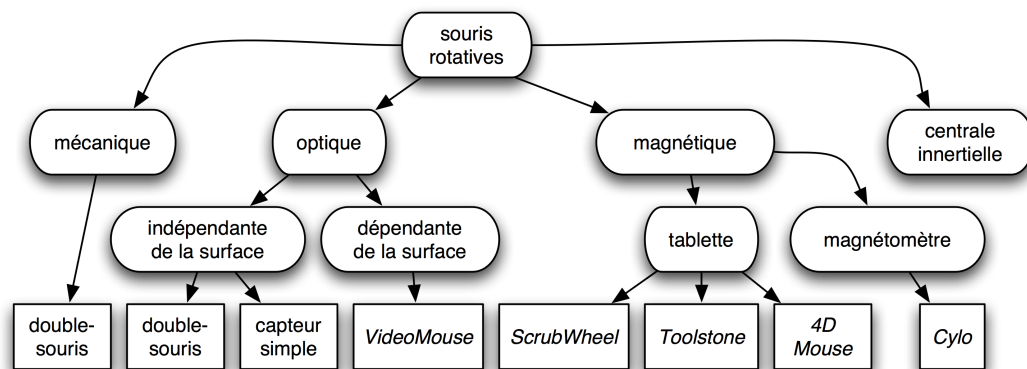 souris
rotatives
mécanique
optique
magnétique
centrale
innertielle
indépendante
de la surface
dépendante
de la surface
tablette
magnétomètre
double-
souris
double-
souris
capteur
simple
VideoMouse
ScrubWheel
Toolstone
4D
Mouse
Cylo